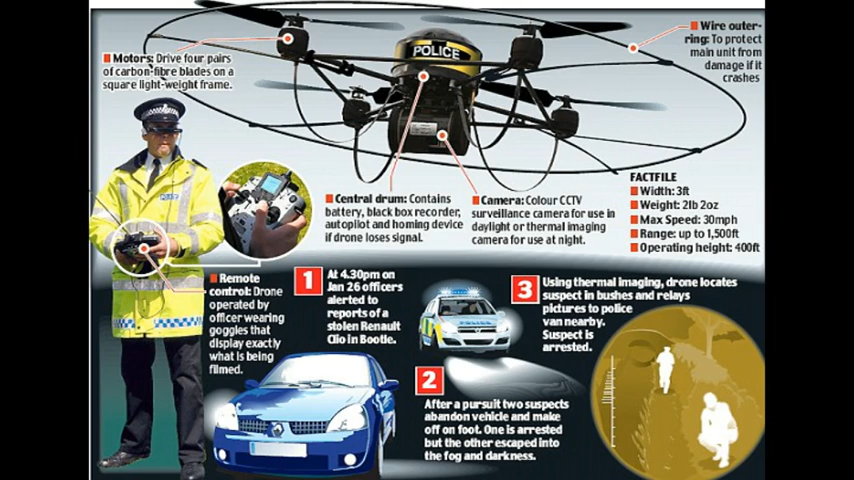 POLICE
Wire outer-
ring: To protect
main unit from
damage if it
crashes
Motors: Drive four pairs
of carbon-fibre blades on a
square light-weight frame.
Central drum: Contains
battery, black box recorder,
autopilot and homing device
if drone loses signal.
Camera: Colour CCTV
surveillance camera for use in
daylight or thermal imaging
camera for use at night.
FACTFILE
Width: 3ft
Weight: 2lb 2oz
Max Speed: 30mph
Range: up to 1,500ft
Operating height: 400ft
Remote
control: Drone
operated by
officer wearing
goggles that
display exactly
what is being
filmed.
1
At 4.30pm on
Jan 26 officers
alerted to
reports of a
stolen Renault
Clio in Bootle.
2
After a pursuit two suspects
abandon vehicle and make
off on foot. One is arrested
but the other escaped into
the fog and darkness.
3
Using thermal imaging, drone locates
suspect in bushes and relays
pictures to police
van nearby.
Suspect is
arrested.
POLICE